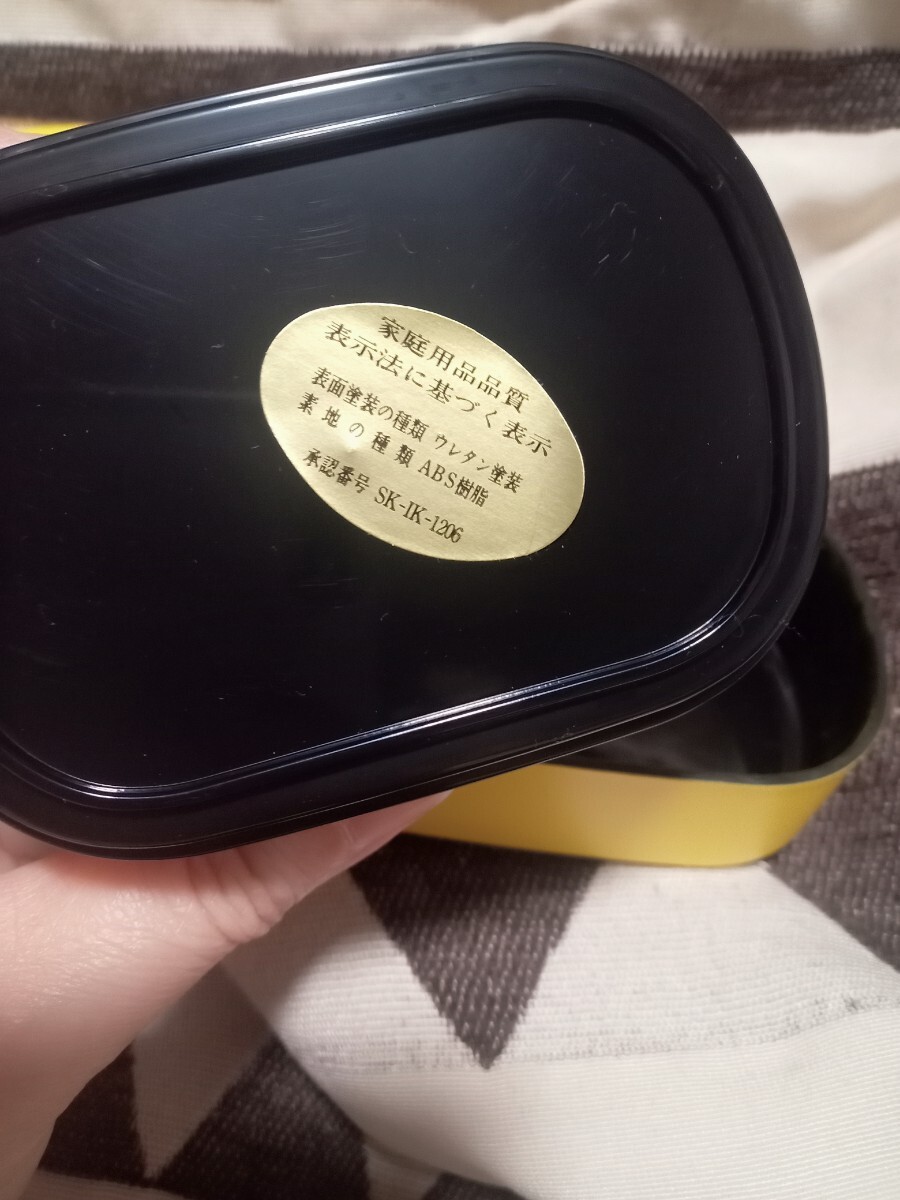 家庭用品品質
表示法に基づく表示
表面塗装の種類 ウレタン塗装
素地の種類 ABS樹脂
承認番号 SK-IK-1206